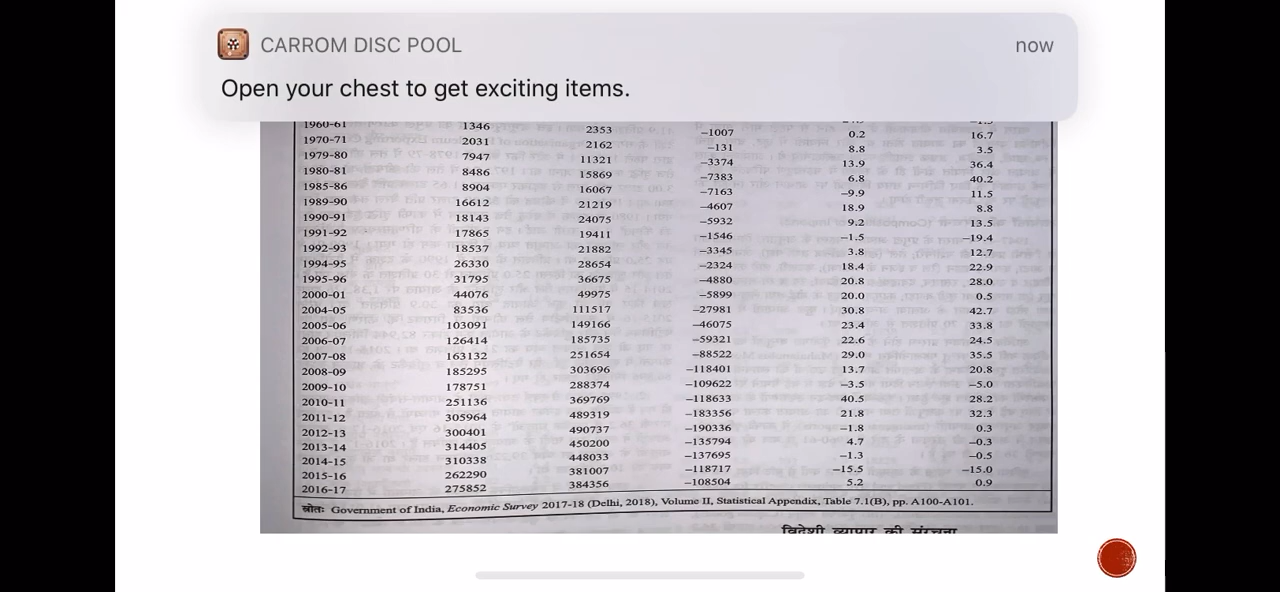 CARROM DISC POOL now
Open your chest to get exciting items.
1960-61 1346 2353 -1007
1970-71 2031 2162 -131 0.2 16.7
1979-80 7947 11321 -3374 8.8 3.5
1980-81 8486 15869 -7383 13.9 36.4
1985-86 8904 16067 -7163 6.8 40.2
1989-90 16612 21219 -4607 -9.9 11.5
1990-91 18143 24075 -5932 18.9 8.8
1991-92 17865 19411 -1546 9.2 13.5
1992-93 18537 21882 -3345 -1.5 -19.4
1994-95 26330 28654 -2324 3.8 12.7
1995-96 31795 36675 -4880 18.4 22.9
2000-01 44076 49975 -5899 20.8 28.0
2004-05 83536 111517 -27981 20.0 0.5
2005-06 103091 149166 -46075 30.8 42.7
2006-07 126414 185735 -59321 23.4 33.8
2007-08 163132 251654 -88522 22.6 24.5
2008-09 185295 303696 -118401 29.0 35.5
2009-10 178751 288374 -109622 13.7 20.8
2010-11 251136 369769 -118633 -3.5 -5.0
2011-12 305964 489319 -183356 40.5 28.2
2012-13 300401 490737 -190336 21.8 32.3
2013-14 314405 450200 -135794 -1.8 0.3
2014-15 310338 448033 -137695 4.7 -0.3
2015-16 262290 381007 -118717 -1.3 -0.5
2016-17 275852 384356 -108504 -15.5 -15.0
5.2 0.9
स्रोतः Government of India, Economic Survey 2017-18 (Delhi, 2018), Volume II, Statistical Appendix, Table 7.1(B), pp. A100-A101.
विदेशी व्यापार की संरचना